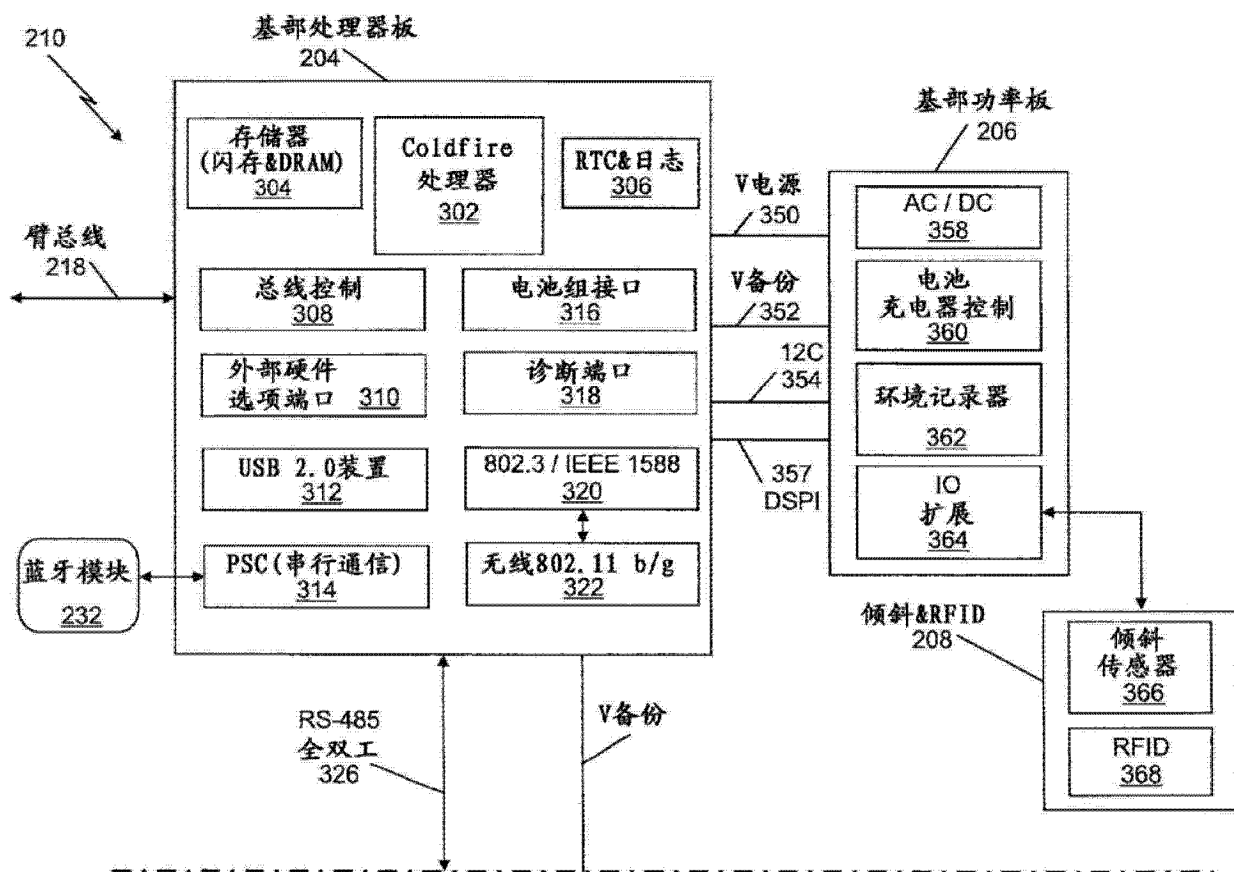 210
基部处理器板
204
存储器
(闪存&DRAM)
304
Coldfire
处理器
302
RTC&日志
306
臂总线
218
总线控制
308
电池组接口
316
外部硬件
选项端口 310
诊断端口
318
USB 2.0装置
312
802.3 / IEEE 1588
320
蓝牙模块
232
PSC(串行通信)
314
无线802.11 b/g
322
V电源
350
V备份
352
12C
354
357
DSPI
基部功率板
206
AC / DC
358
电池
充电器控制
360
环境记录器
362
IO
扩展
364
倾斜&RFID
208
倾斜
传感器
366
RFID
368
RS-485
全双工
326
V备份